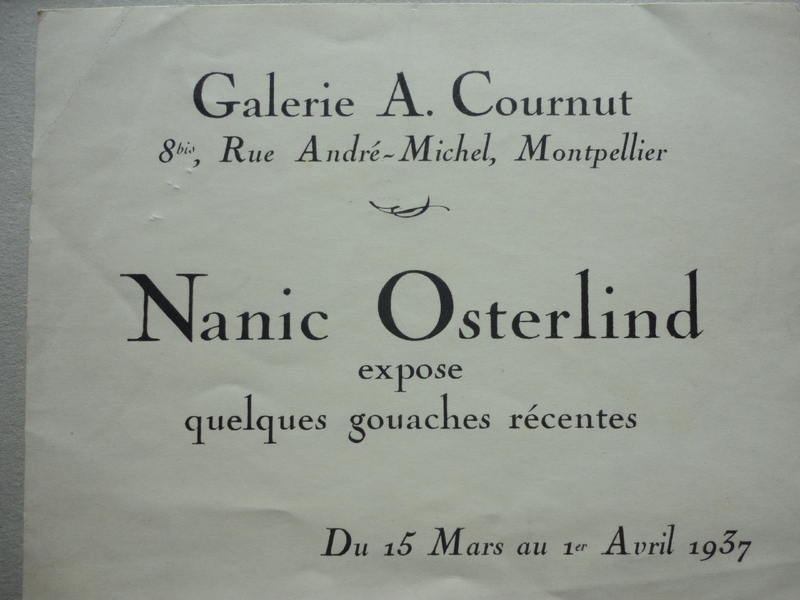 Galerie A. Cournut
8bis, Rue André-Michel, Montpellier
Nanic Osterlind
expose
quelques gouaches récentes
Du 15 Mars au 1er Avril 1937